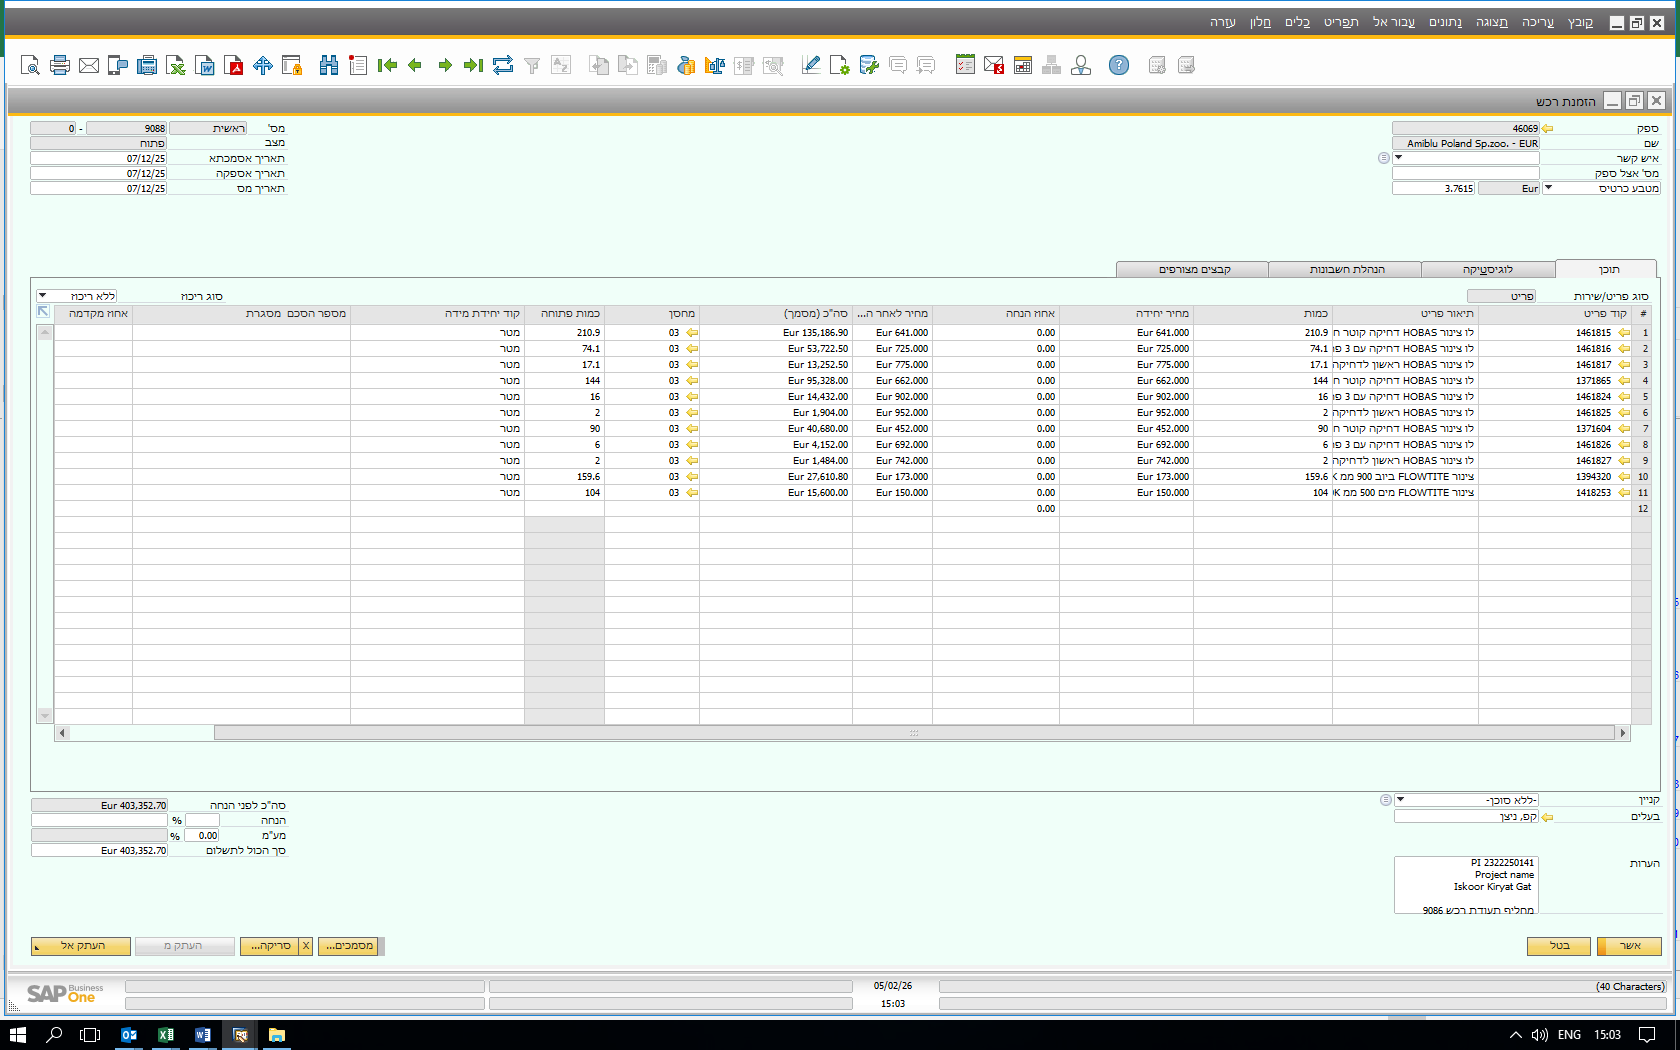 קובץ עריכה תצוגה נתונים עבור אל תפריט כלים חלון עזרה
הזמנת רכש
ספק 46069
שם Amiblu Poland Sp.zoo. - EUR
איש קשר
מס' אצל ספק
מטבע כרטיס Eur 3.7615
מס' ראשית 9088 - 0
מצב פתוח
תאריך אסמכתא 07/12/25
תאריך אספקה 07/12/25
תאריך מס 07/12/25
תוכן לוגיסטיקה הנהלת חשבונות קבצים מצורפים
סוג פריט/שירות פריט סוג ריכוז ללא ריכוז
# קוד פריט תיאור פריט כמות מחיר יחידה אחוז הנחה מחיר לאחר ה... סה"כ (מסמך) מחסן כמות פתוחה קוד יחידת מידה מספר הסכם מסגרת אחוז מקדמה
1 1461815 לו צינור HOBAS דחיקה קוטר ח 210.9 Eur 641.000 0.00 Eur 641.000 Eur 135,186.90 03 210.9 מטר
2 1461816 לו צינור HOBAS דחיקה עם 3 פר 74.1 Eur 725.000 0.00 Eur 725.000 Eur 53,722.50 03 74.1 מטר
3 1461817 לו צינור HOBAS ראשון לדחיקה 17.1 Eur 775.000 0.00 Eur 775.000 Eur 13,252.50 03 17.1 מטר
4 1371865 לו צינור HOBAS דחיקה קוטר ח 144 Eur 662.000 0.00 Eur 662.000 Eur 95,328.00 03 144 מטר
5 1461824 לו צינור HOBAS דחיקה עם 3 פר 16 Eur 902.000 0.00 Eur 902.000 Eur 14,432.00 03 16 מטר
6 1461825 לו צינור HOBAS ראשון לדחיקה 2 Eur 952.000 0.00 Eur 952.000 Eur 1,904.00 03 2 מטר
7 1371604 לו צינור HOBAS דחיקה קוטר ח 90 Eur 452.000 0.00 Eur 452.000 Eur 40,680.00 03 90 מטר
8 1461826 לו צינור HOBAS דחיקה עם 3 פר 6 Eur 692.000 0.00 Eur 692.000 Eur 4,152.00 03 6 מטר
9 1461827 לו צינור HOBAS ראשון לדחיקה 2 Eur 742.000 0.00 Eur 742.000 Eur 1,484.00 03 2 מטר
10 1394320 צינור FLOWTITE ביוב 900 ממ K 159.6 Eur 173.000 0.00 Eur 173.000 Eur 27,610.80 03 159.6 מטר
11 1418253 צינור FLOWTITE מים 500 ממ 104 Eur 150.000 0.00 Eur 150.000 Eur 15,600.00 03 104 מטר
12 0.00
קניין -ללא סוכן-
בעלים קפ, ניצן
סה"כ לפני הנחה Eur 403,352.70
הנחה %
מע"מ 0.00 %
סך הכול לתשלום Eur 403,352.70
הערות PI 2322250141
Project name
Iskoor Kiryat Gat
מחליף תעודת רכש 9086
אשר בטל מסמכים... X סריקה... העתק מ העתק אל
SAP Business One
05/02/26
15:03
(40 Characters)
ENG 15:03